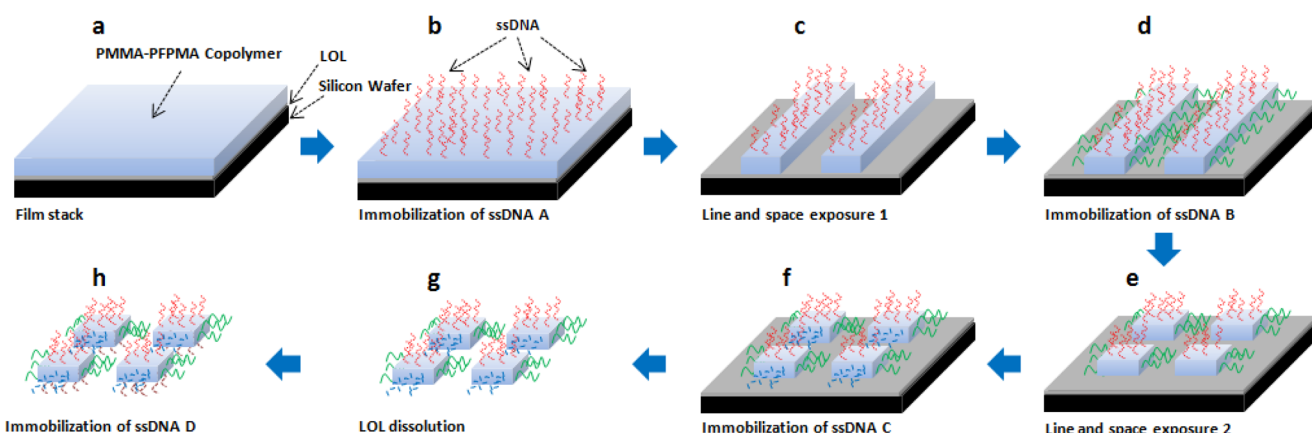 a
PMMA-PFPMA Copolymer
LOL
Silicon Wafer
Film stack
b
ssDNA
Immobilization of ssDNA A
c
Line and space exposure 1
d
Immobilization of ssDNA B
h
Immobilization of ssDNA D
g
LOL dissolution
f
Immobilization of ssDNA C
e
Line and space exposure 2